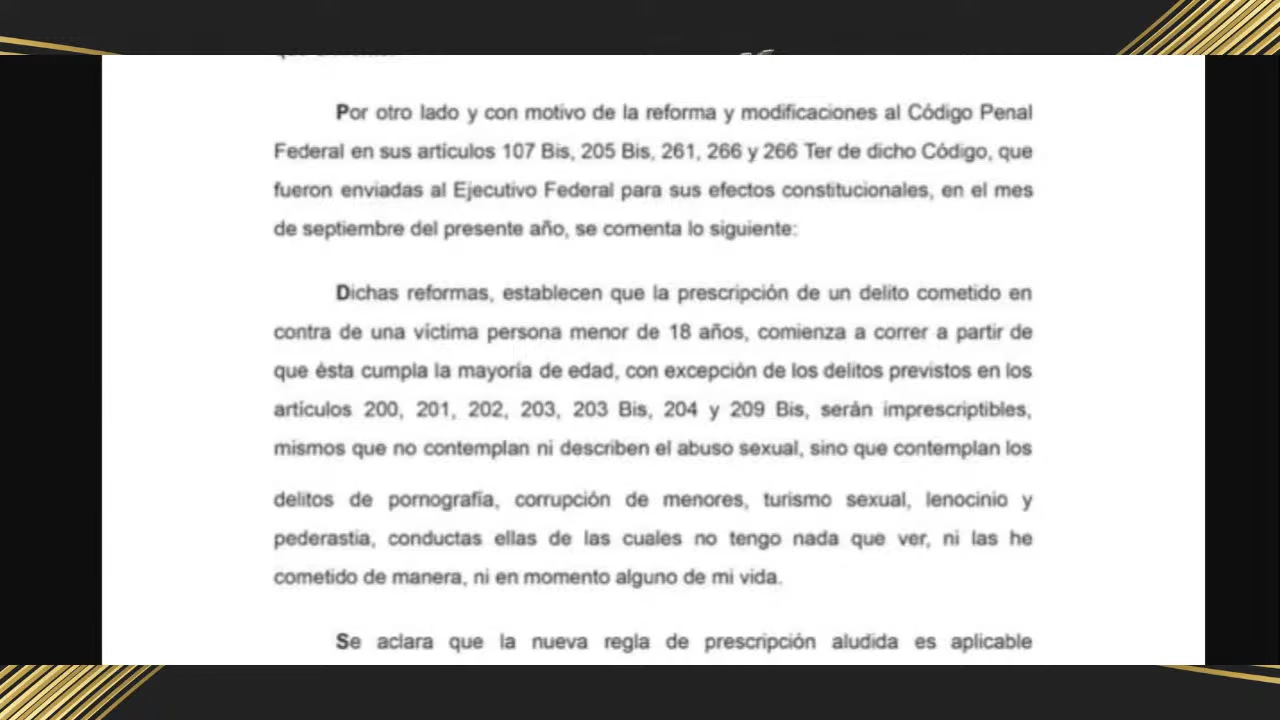 Por otro lado y con motivo de la reforma y modificaciones al Código Penal
Federal en sus artículos 107 Bis, 205 Bis, 261, 266 y 266 Ter de dicho Código, que
fueron enviadas al Ejecutivo Federal para sus efectos constitucionales, en el mes
de septiembre del presente año, se comenta lo siguiente:
Dichas reformas, establecen que la prescripción de un delito cometido en
contra de una víctima persona menor de 18 años, comienza a correr a partir de
que ésta cumpla la mayoría de edad, con excepción de los delitos previstos en los
artículos 200, 201, 202, 203, 203 Bis, 204 y 209 Bis, serán imprescriptibles,
mismos que no contemplan ni describen el abuso sexual, sino que contemplan los
delitos de pornografía, corrupción de menores, turismo sexual, lenocinio y
pederastia, conductas ellas de las cuales no tengo nada que ver, ni las he
cometido de manera, ni en momento alguno de mi vida.
Se aclara que la nueva regla de prescripción aludida es aplicable